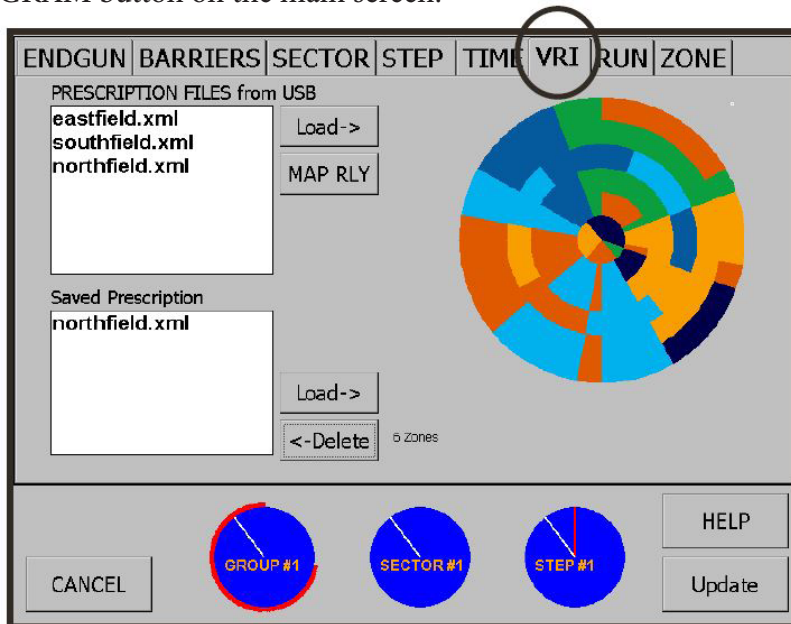 GRAM button on the main screen.
ENDGUN BARRIERS SECTOR STEP TIME VRI RUN ZONE
PRESCRIPTION FILES from USB
eastfield.xml
southfield.xml
northfield.xml
Load->
MAP RLY
Saved Prescription
northfield.xml
Load->
<-Delete
6 Zones
GROUP #1
SECTOR #1
STEP #1
HELP
CANCEL
Update